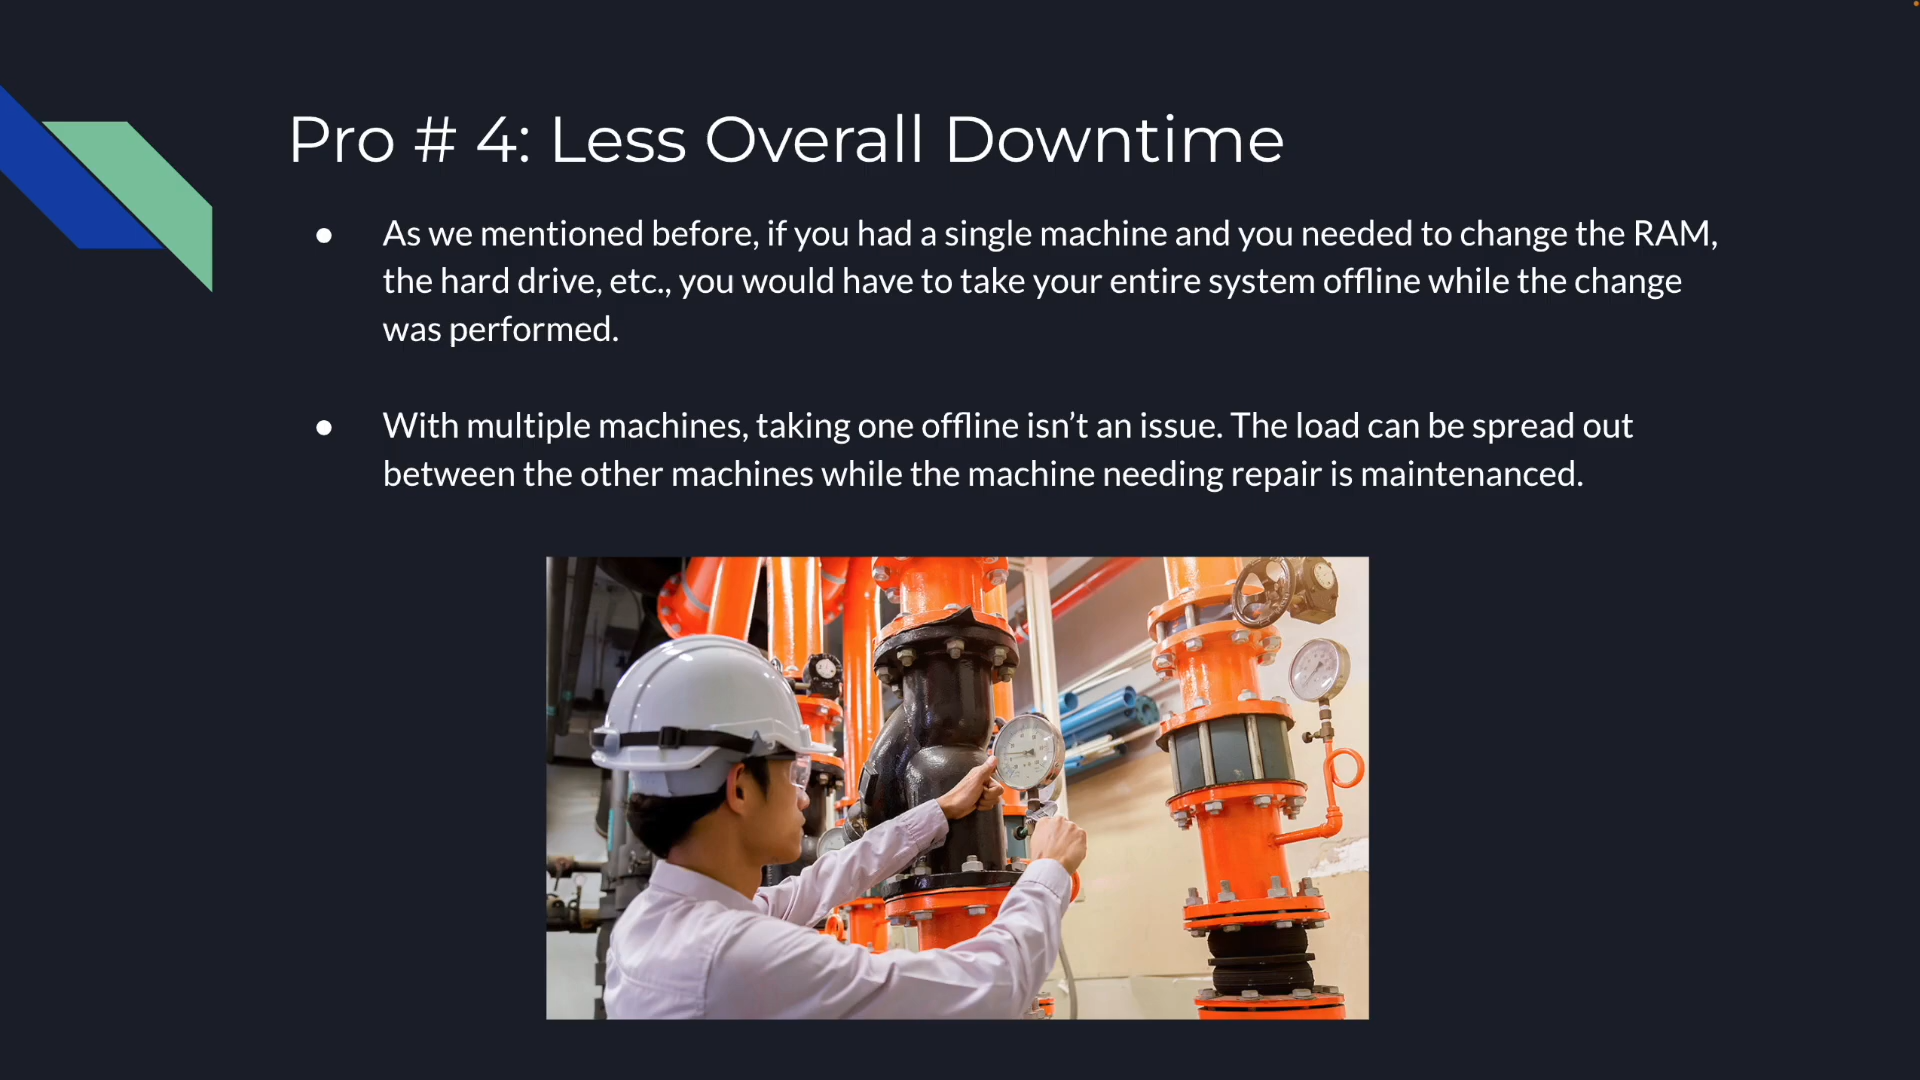 Pro # 4: Less Overall Downtime
● As we mentioned before, if you had a single machine and you needed to change the RAM,
the hard drive, etc., you would have to take your entire system offline while the change
was performed.
● With multiple machines, taking one offline isn’t an issue. The load can be spread out
between the other machines while the machine needing repair is maintenanced.